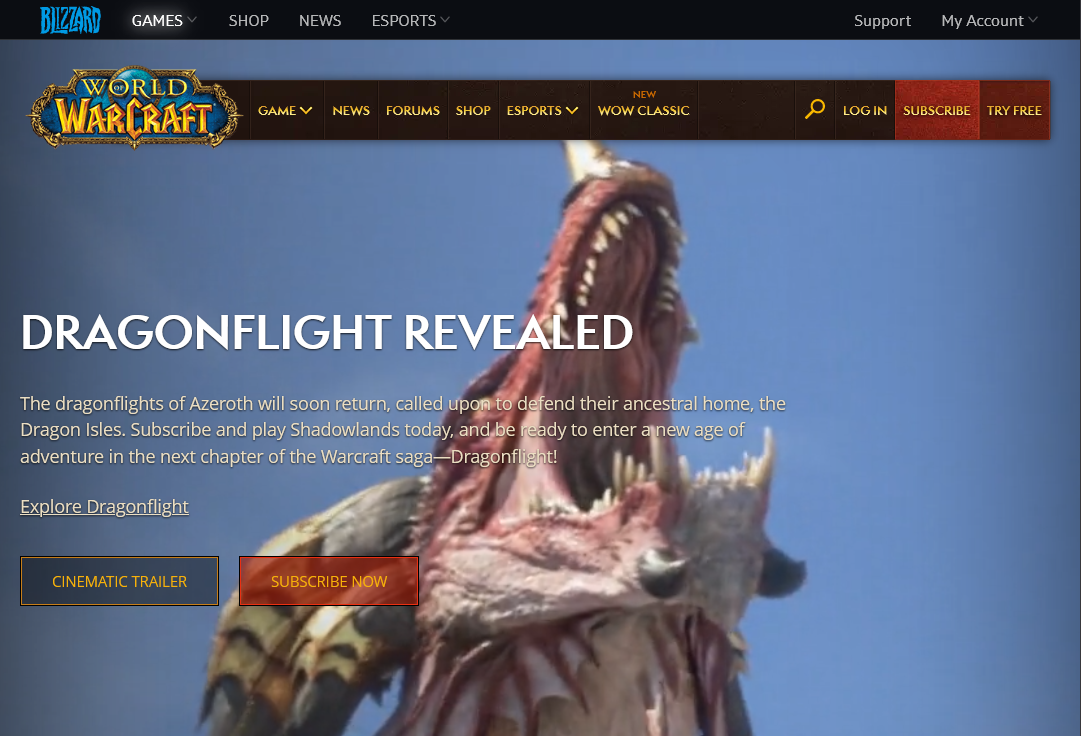 BLIZZARD GAMES SHOP NEWS ESPORTS Support My Account
WORLD OF WARCRAFT
GAME NEWS FORUMS SHOP ESPORTS NEW WOW CLASSIC LOG IN SUBSCRIBE TRY FREE
DRAGONFLIGHT REVEALED
The dragonflights of Azeroth will soon return, called upon to defend their ancestral home, the
Dragon Isles. Subscribe and play Shadowlands today, and be ready to enter a new age of
adventure in the next chapter of the Warcraft saga—Dragonflight!
Explore Dragonflight
CINEMATIC TRAILER SUBSCRIBE NOW